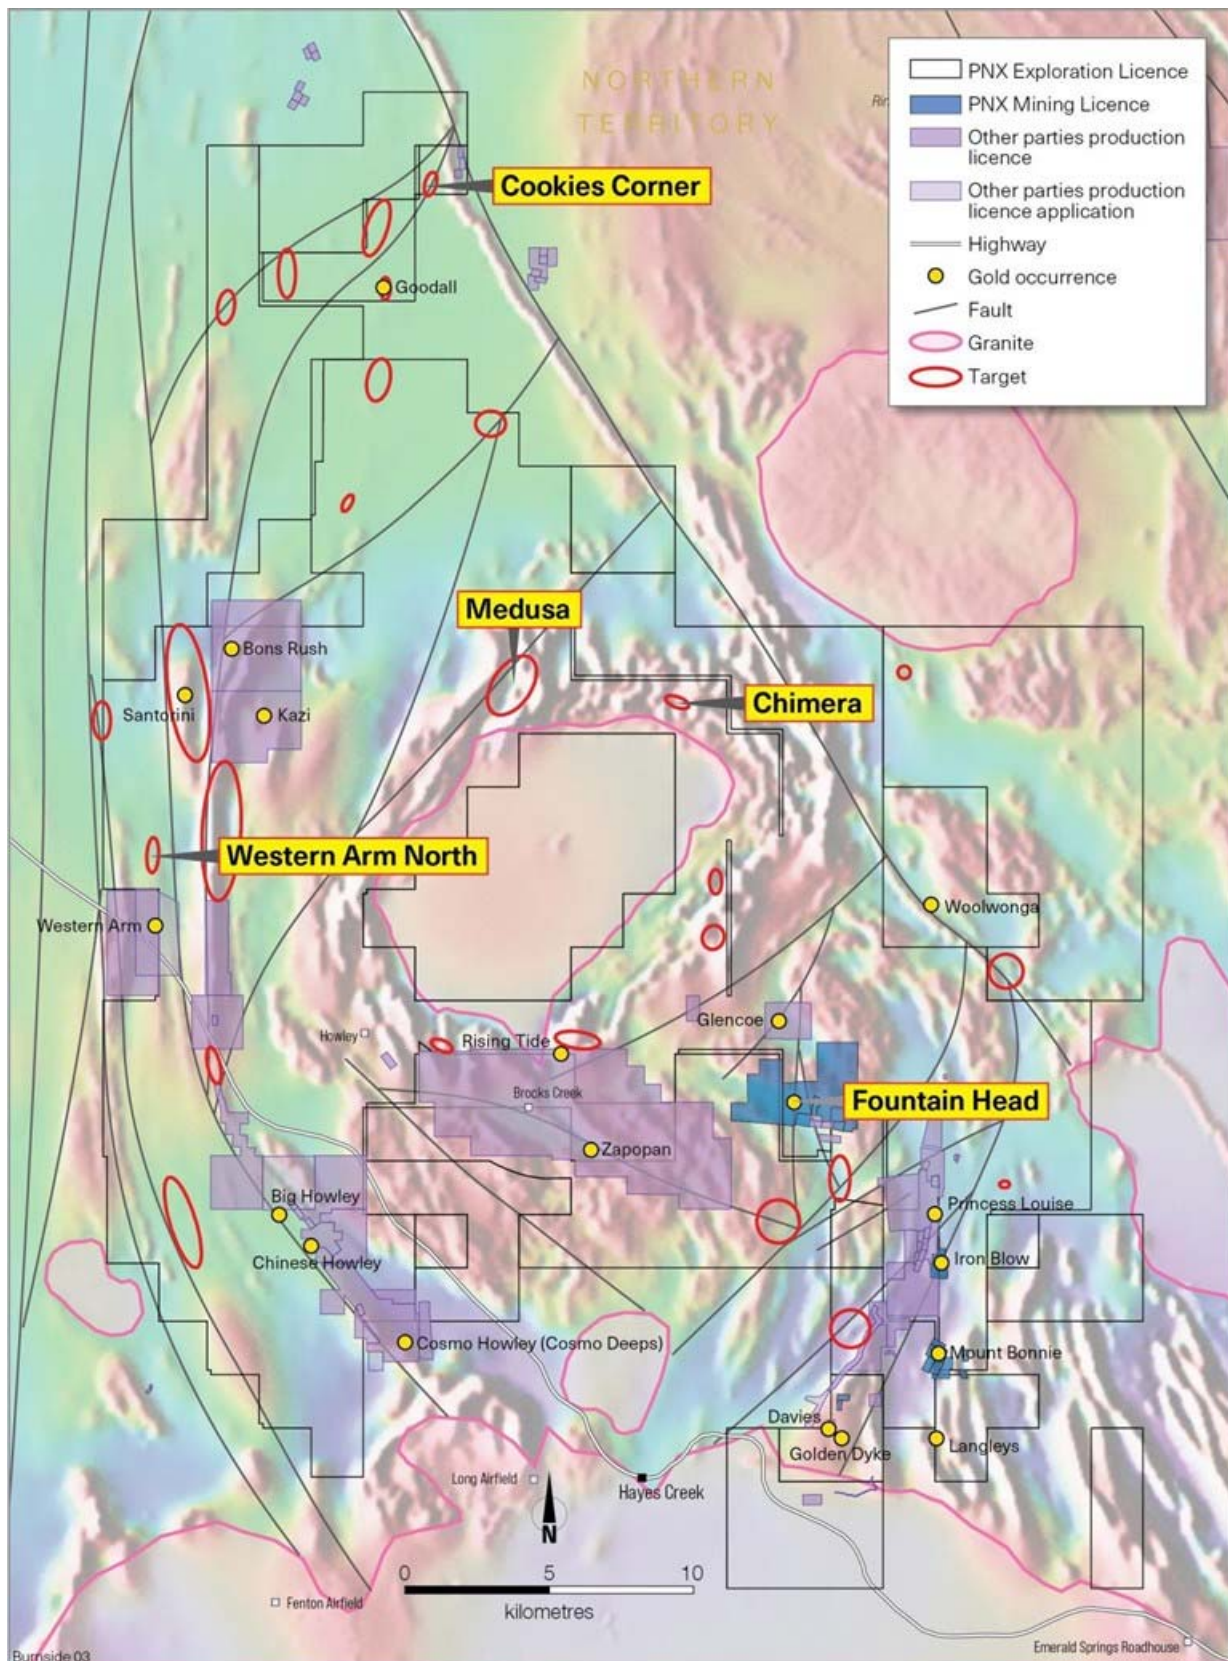 NORTHERN
TERRITORY
PNX Exploration Licence
PNX Mining Licence
Other parties production
licence
Other parties production
licence application
Highway
Gold occurrence
Fault
Granite
Target
Cookies Corner
Goodall
Medusa
Bons Rush
Santorini
Kazi
Chimera
Western Arm North
Western Arm
Woolwonga
Glencoe
Howley
Rising Tide
Brocks Creek
Fountain Head
Zapopan
Big Howley
Princess Louise
Chinese Howley
Iron Blow
Cosmo Howley (Cosmo Deeps)
Mount Bonnie
Davies
Golden Dyke
Langleys
Long Airfield
Hayes Creek
N
0 5 10
kilometres
Fenton Airfield
Emerald Springs Roadhouse
Burnside 03